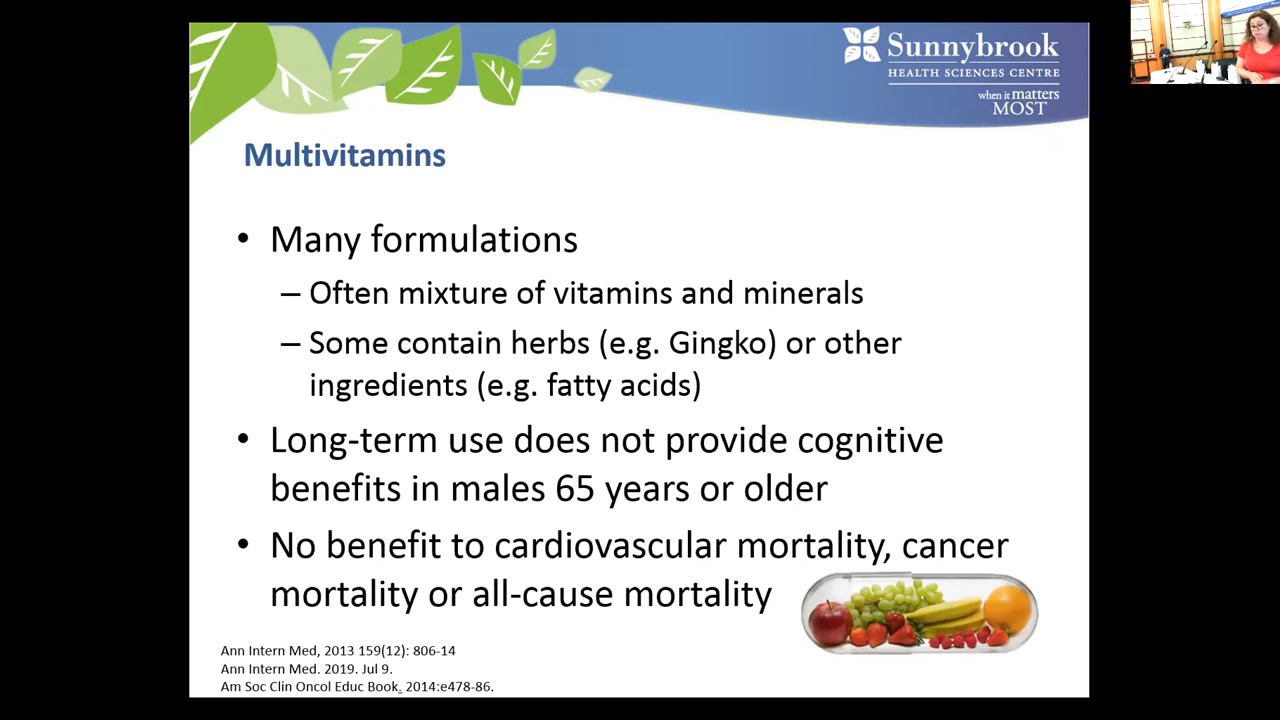 Sunnybrook
HEALTH SCIENCES CENTRE
when it matters
MOST
Multivitamins
• Many formulations
– Often mixture of vitamins and minerals
– Some contain herbs (e.g. Gingko) or other
ingredients (e.g. fatty acids)
• Long-term use does not provide cognitive
benefits in males 65 years or older
• No benefit to cardiovascular mortality, cancer
mortality or all-cause mortality
Ann Intern Med, 2013 159(12): 806-14
Ann Intern Med. 2019. Jul 9.
Am Soc Clin Oncol Educ Book. 2014:e478-86.